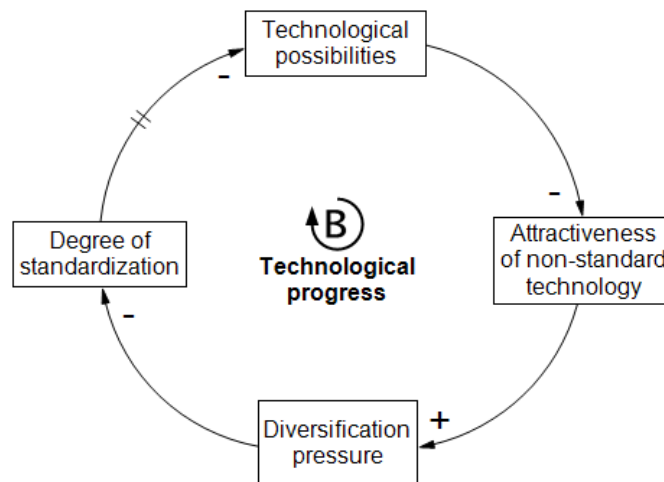 Technological
possibilities
-
-
B
Technological
progress
Degree of
standardization
Attractiveness
of non-standard
technology
-
+
Diversification
pressure